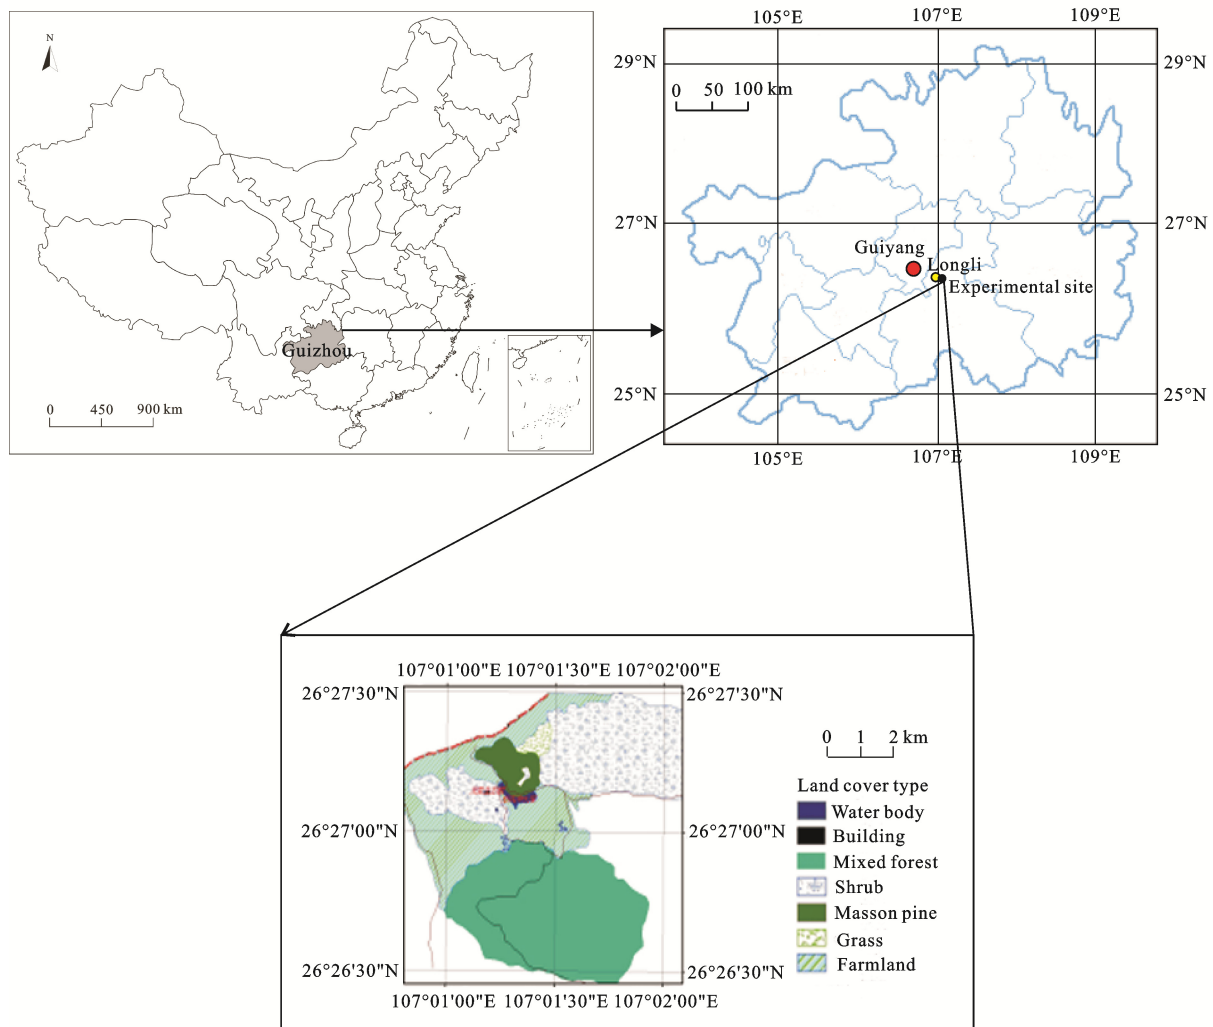 N
Guizhou
0 450 900 km
105°E 107°E 109°E
29°N 29°N
0 50 100 km
27°N 27°N
Guiyang
Longli
Experimental site
25°N 25°N
105°E 107°E 109°E
107°01'00"E 107°01'30"E 107°02'00"E
26°27'30"N 26°27'30"N
0 1 2 km
Land cover type
Water body
Building
Mixed forest
Shrub
Masson pine
Grass
Farmland
26°27'00"N 26°27'00"N
26°26'30"N 26°26'30"N
107°01'00"E 107°01'30"E 107°02'00"E